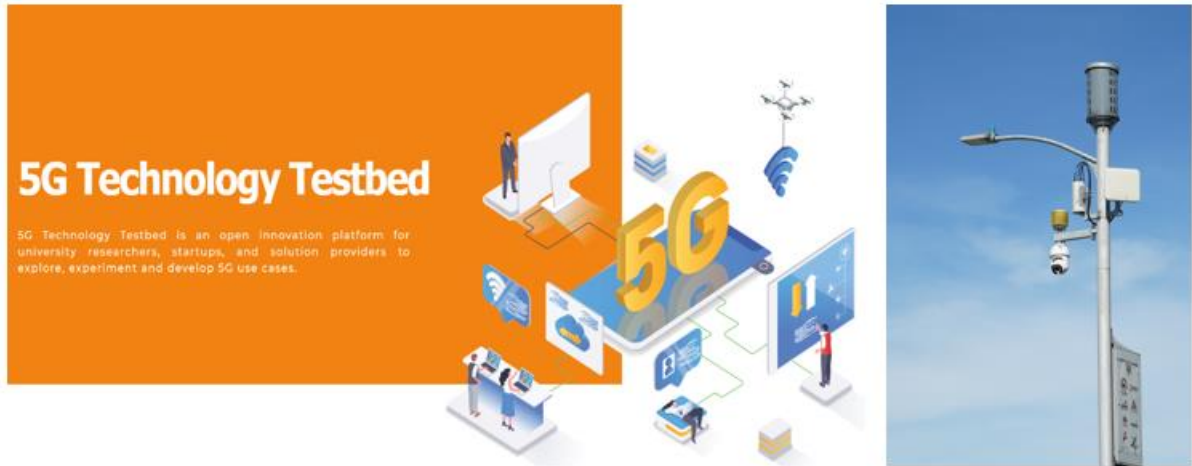 5G Technology Testbed
5G Technology Testbed is an open innovation platform for
university researchers, startups, and solution providers to
explore, experiment and develop 5G use cases.
5G